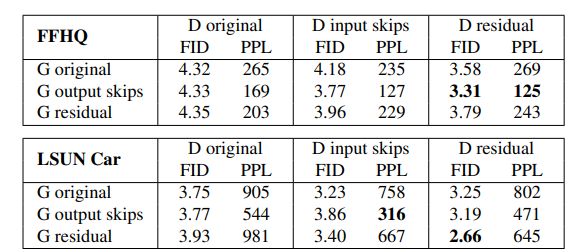 FFHQ D original D input skips D residual
FID PPL FID PPL FID PPL
G original 4.32 265 4.18 235 3.58 269
G output skips 4.33 169 3.77 127 3.31 125
G residual 4.35 203 3.96 229 3.79 243
LSUN Car D original D input skips D residual
FID PPL FID PPL FID PPL
G original 3.75 905 3.23 758 3.25 802
G output skips 3.77 544 3.86 316 3.19 471
G residual 3.93 981 3.40 667 2.66 645